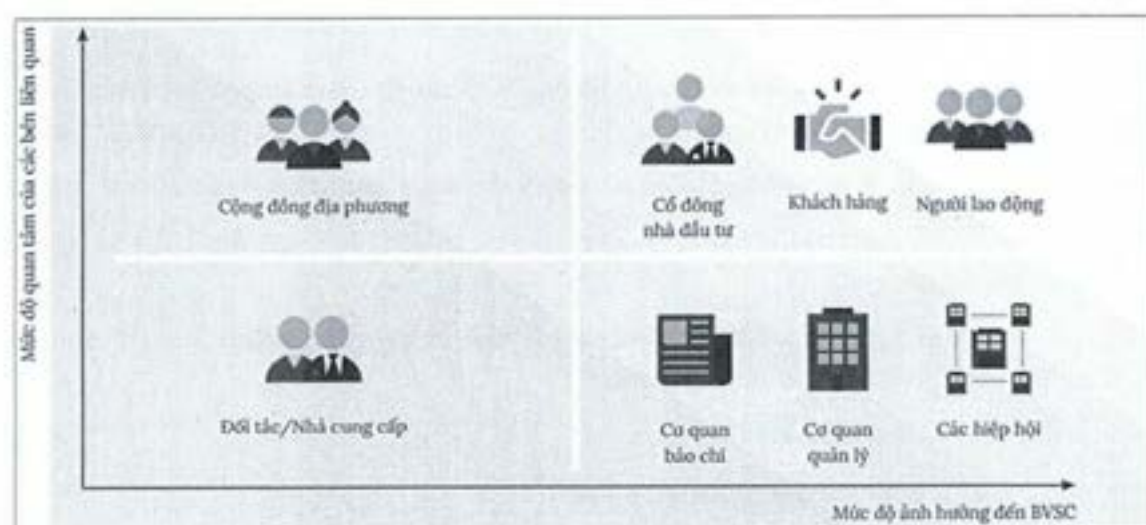 Mức độ quan tâm của các bên liên quan
Cộng đồng địa phương
Cổ đông
nhà đầu tư
Khách hàng
Người lao động
Đối tác/Nhà cung cấp
Cơ quan
báo chí
Cơ quan
quản lý
Các hiệp hội
Mức độ ảnh hưởng đến BVSC